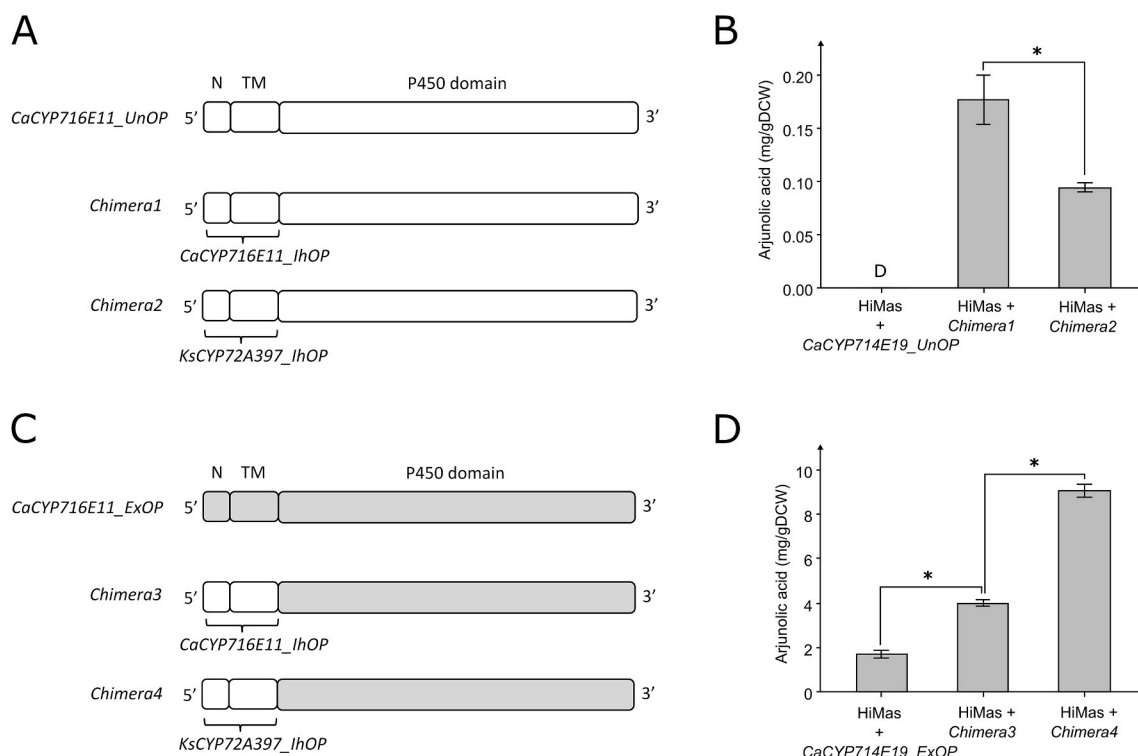 A
N TM P450 domain
CaCYP716E11_UnOP 5’ 3’
Chimera1 5’ 3’
CaCYP716E11_IhOP
Chimera2 5’ 3’
KsCYP72A397_IhOP
B
Arjunolic acid (mg/gDCW)
*
0.20
0.15
0.10
0.05
0.00
D
HiMas
+
CaCYP714E19_UnOP
HiMas +
Chimera1
HiMas +
Chimera2
C
N TM P450 domain
CaCYP716E11_ExOP 5’ 3’
Chimera3 5’ 3’
CaCYP716E11_IhOP
Chimera4 5’ 3’
KsCYP72A397_IhOP
D
Arjunolic acid (mg/gDCW)
*
*
10
8
6
4
2
0
HiMas
+
CaCYP714E19_ExOP
HiMas +
Chimera3
HiMas +
Chimera4